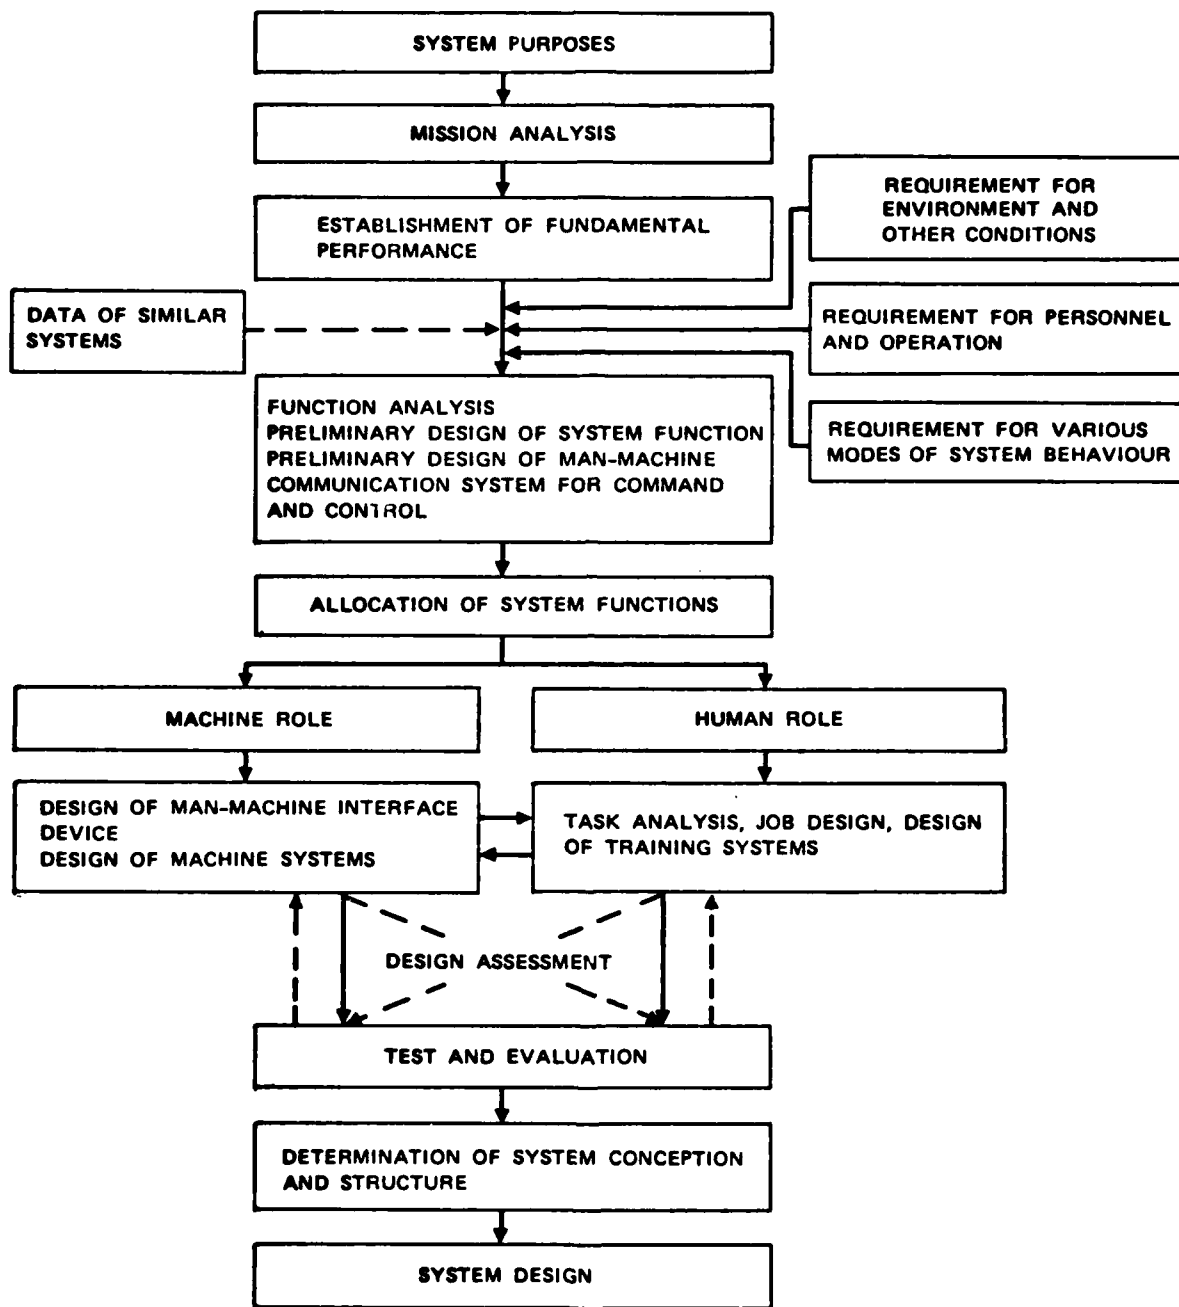 SYSTEM PURPOSES
MISSION ANALYSIS
ESTABLISHMENT OF FUNDAMENTAL
PERFORMANCE
REQUIREMENT FOR
ENVIRONMENT AND
OTHER CONDITIONS
DATA OF SIMILAR
SYSTEMS
REQUIREMENT FOR PERSONNEL
AND OPERATION
REQUIREMENT FOR VARIOUS
MODES OF SYSTEM BEHAVIOUR
FUNCTION ANALYSIS
PRELIMINARY DESIGN OF SYSTEM FUNCTION
PRELIMINARY DESIGN OF MAN-MACHINE
COMMUNICATION SYSTEM FOR COMMAND
AND CONTROL
ALLOCATION OF SYSTEM FUNCTIONS
MACHINE ROLE
HUMAN ROLE
DESIGN OF MAN-MACHINE INTERFACE
DEVICE
DESIGN OF MACHINE SYSTEMS
TASK ANALYSIS, JOB DESIGN, DESIGN
OF TRAINING SYSTEMS
DESIGN ASSESSMENT
TEST AND EVALUATION
DETERMINATION OF SYSTEM CONCEPTION
AND STRUCTURE
SYSTEM DESIGN